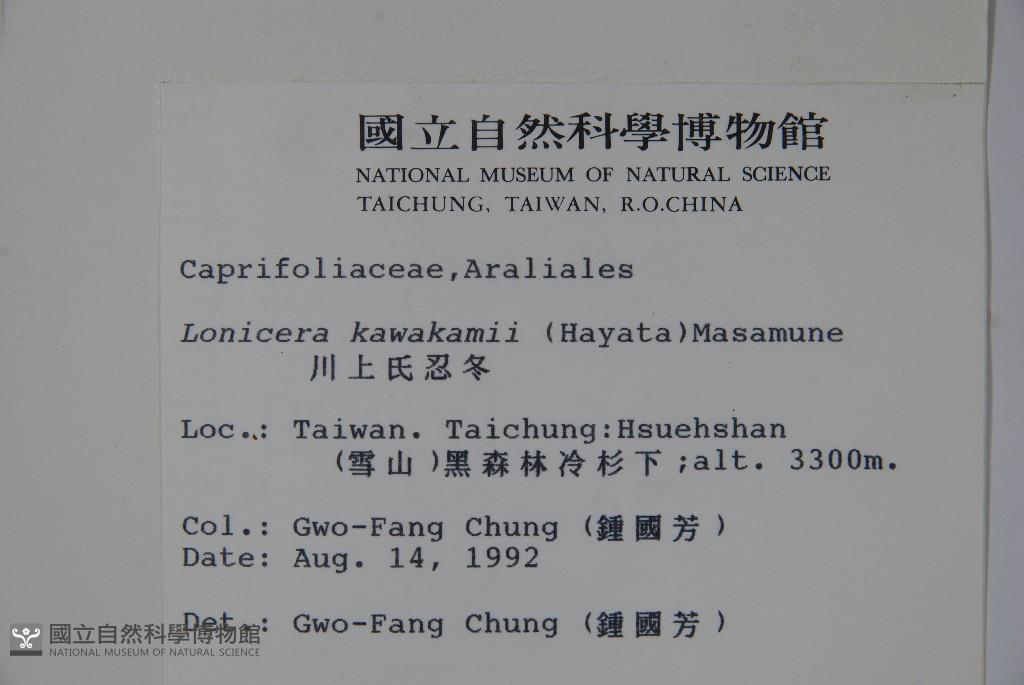 國立自然科學博物館
NATIONAL MUSEUM OF NATURAL SCIENCE
TAICHUNG, TAIWAN, R.O.CHINA
Caprifoliaceae,Araliales
Lonicera kawakamii (Hayata)Masamune
川上氏忍冬
Loc.: Taiwan. Taichung:Hsuehshan
(雪山)黑森林冷杉下;alt. 3300m.
Col.: Gwo-Fang Chung (鍾國芳)
Date: Aug. 14, 1992
Det.: Gwo-Fang Chung (鍾國芳)
國立自然科學博物館
NATIONAL MUSEUM OF NATURAL SCIENCE